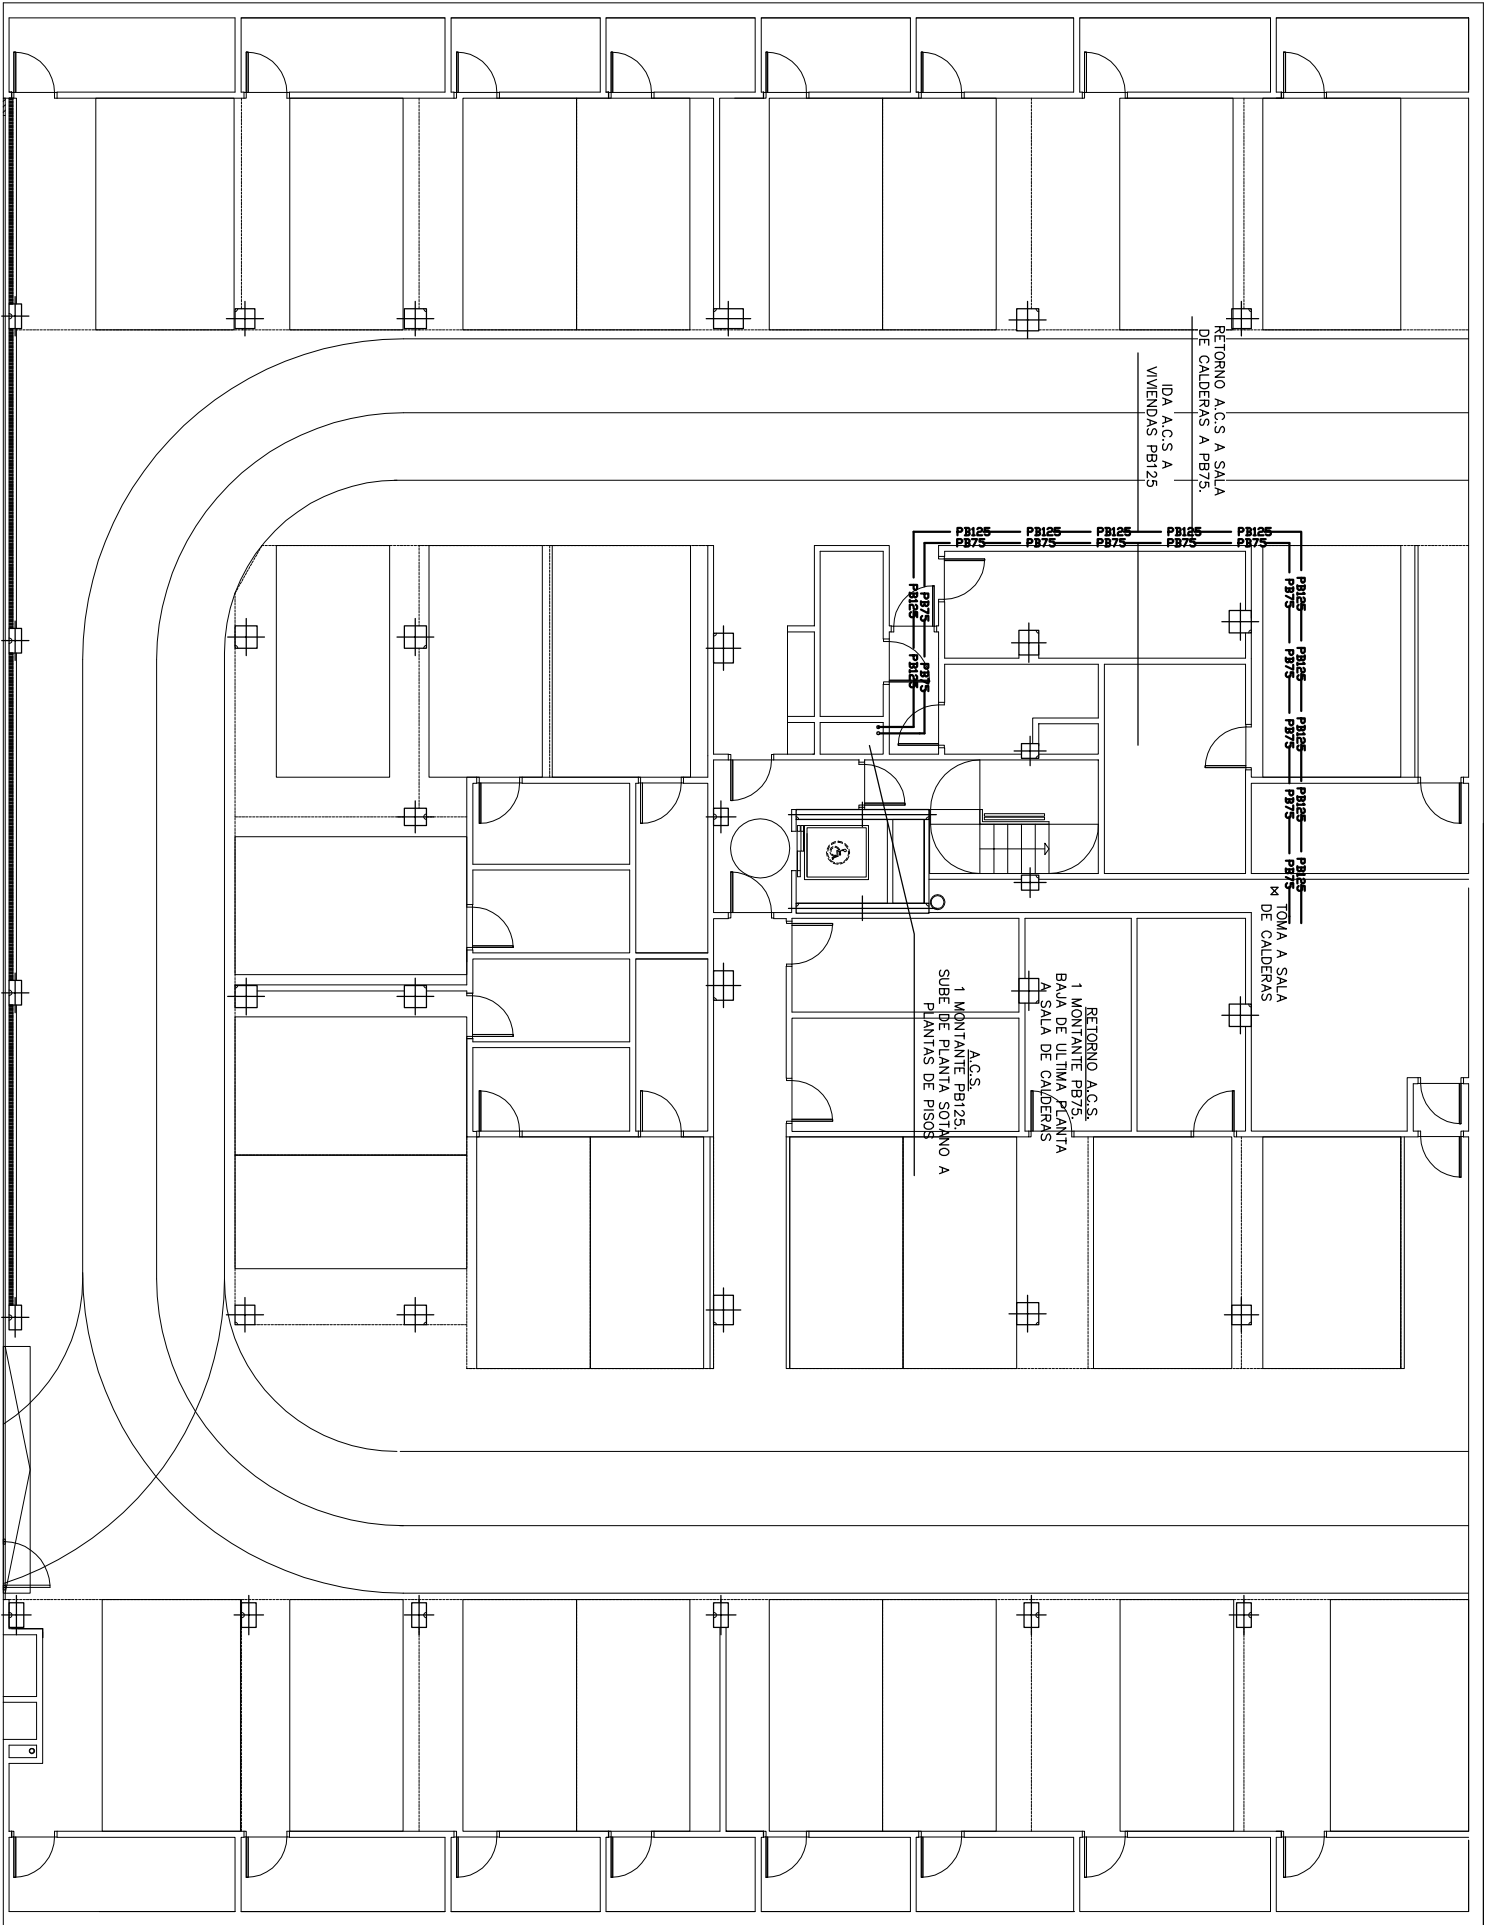 RETORNO A.C.S A SALA
DE CALDERAS A PB75.
IDA A.C.S A
VIVIENDAS PB125
PB125 PB125 PB125 PB125 PB125
PB75 PB75 PB75 PB75 PB75
PB125 PB125 PB125 PB125 PB125
PB75 PB75 PB75 PB75 PB75
PB75 PB75
PB125 PB125
TOMA A SALA
DE CALDERAS
RETORNO A.C.S.
1 MONTANTE PB75.
BAJA DE ULTIMA PLANTA
A SALA DE CALDERAS
A.C.S.
1 MONTANTE PB125.
SUBE DE PLANTA SOTANO A
PLANTAS DE PISOS